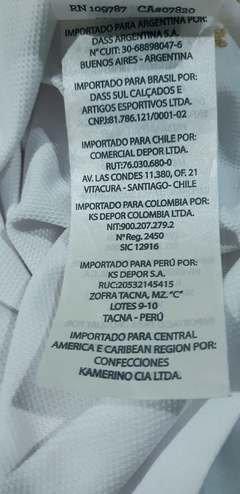 RN 109787 CA#07820
IMPORTADO PARA ARGENTINA POR:
DASS ARGENTINA S.A.
N° CUIT: 30-68898047-6
BUENOS AIRES - ARGENTINA
IMPORTADO PARA BRASIL POR:
DASS SUL CALÇADOS E
ARTIGOS ESPORTIVOS LTDA.
CNPJ:81.786.121/0001-02
IMPORTADO PARA CHILE POR:
COMERCIAL DEPOR LTDA.
RUT:76.030.680-0
AV. LAS CONDES 11.380, OF. 21
VITACURA - SANTIAGO- CHILE
IMPORTADO PARA COLOMBIA POR:
KS DEPOR COLOMBIA LTDA.
NIT:900.207.279.2
N° Reg. 2450
SIC 12916
IMPORTADO PARA PERÚ POR:
KS DEPOR S.A.
RUC:20532145415
ZOFRA TACNA, MZ. "C"
LOTES 9-10
TACNA - PERÚ
IMPORTADO PARA CENTRAL
AMERICA E CARIBEAN REGION POR:
CONFECCIONES
KAMERINO CIA LTDA.